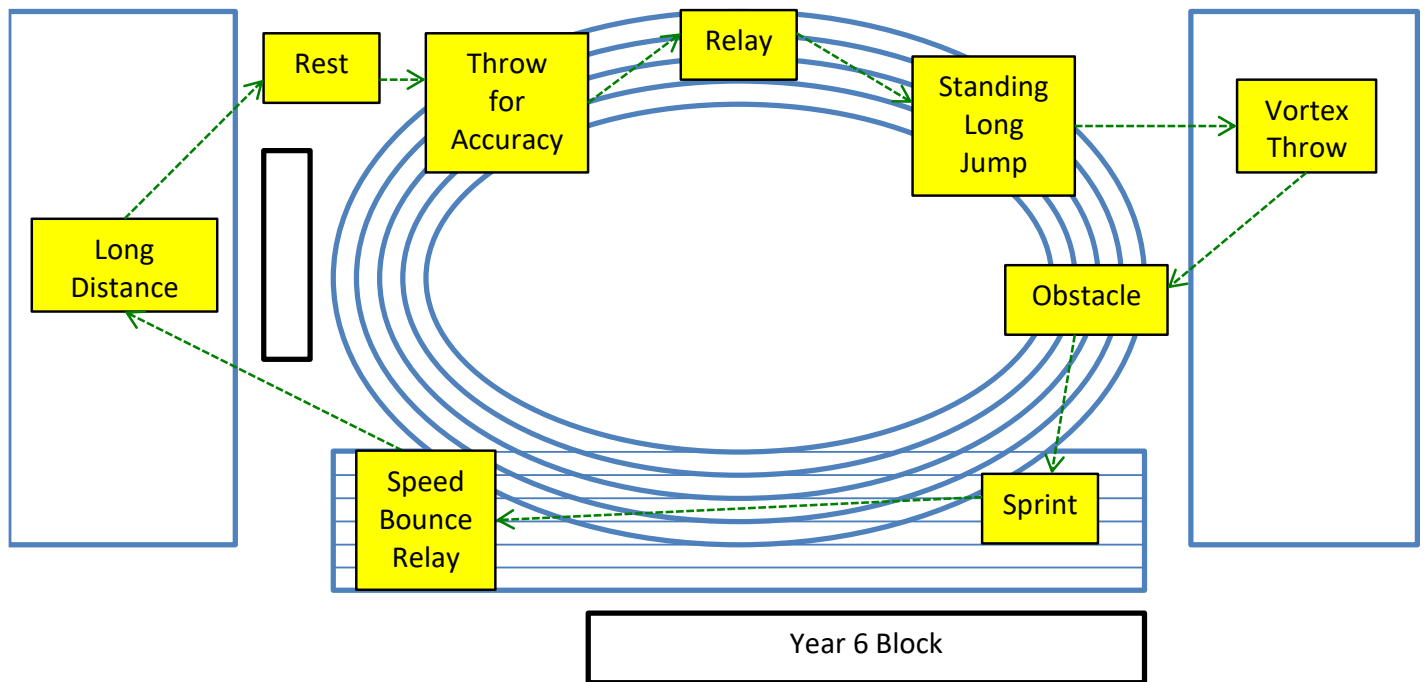 Rest
Throw
for
Accuracy
Relay
Standing
Long
Jump
Vortex
Throw
Long
Distance
Obstacle
Speed
Bounce
Relay
Sprint
Year 6 Block